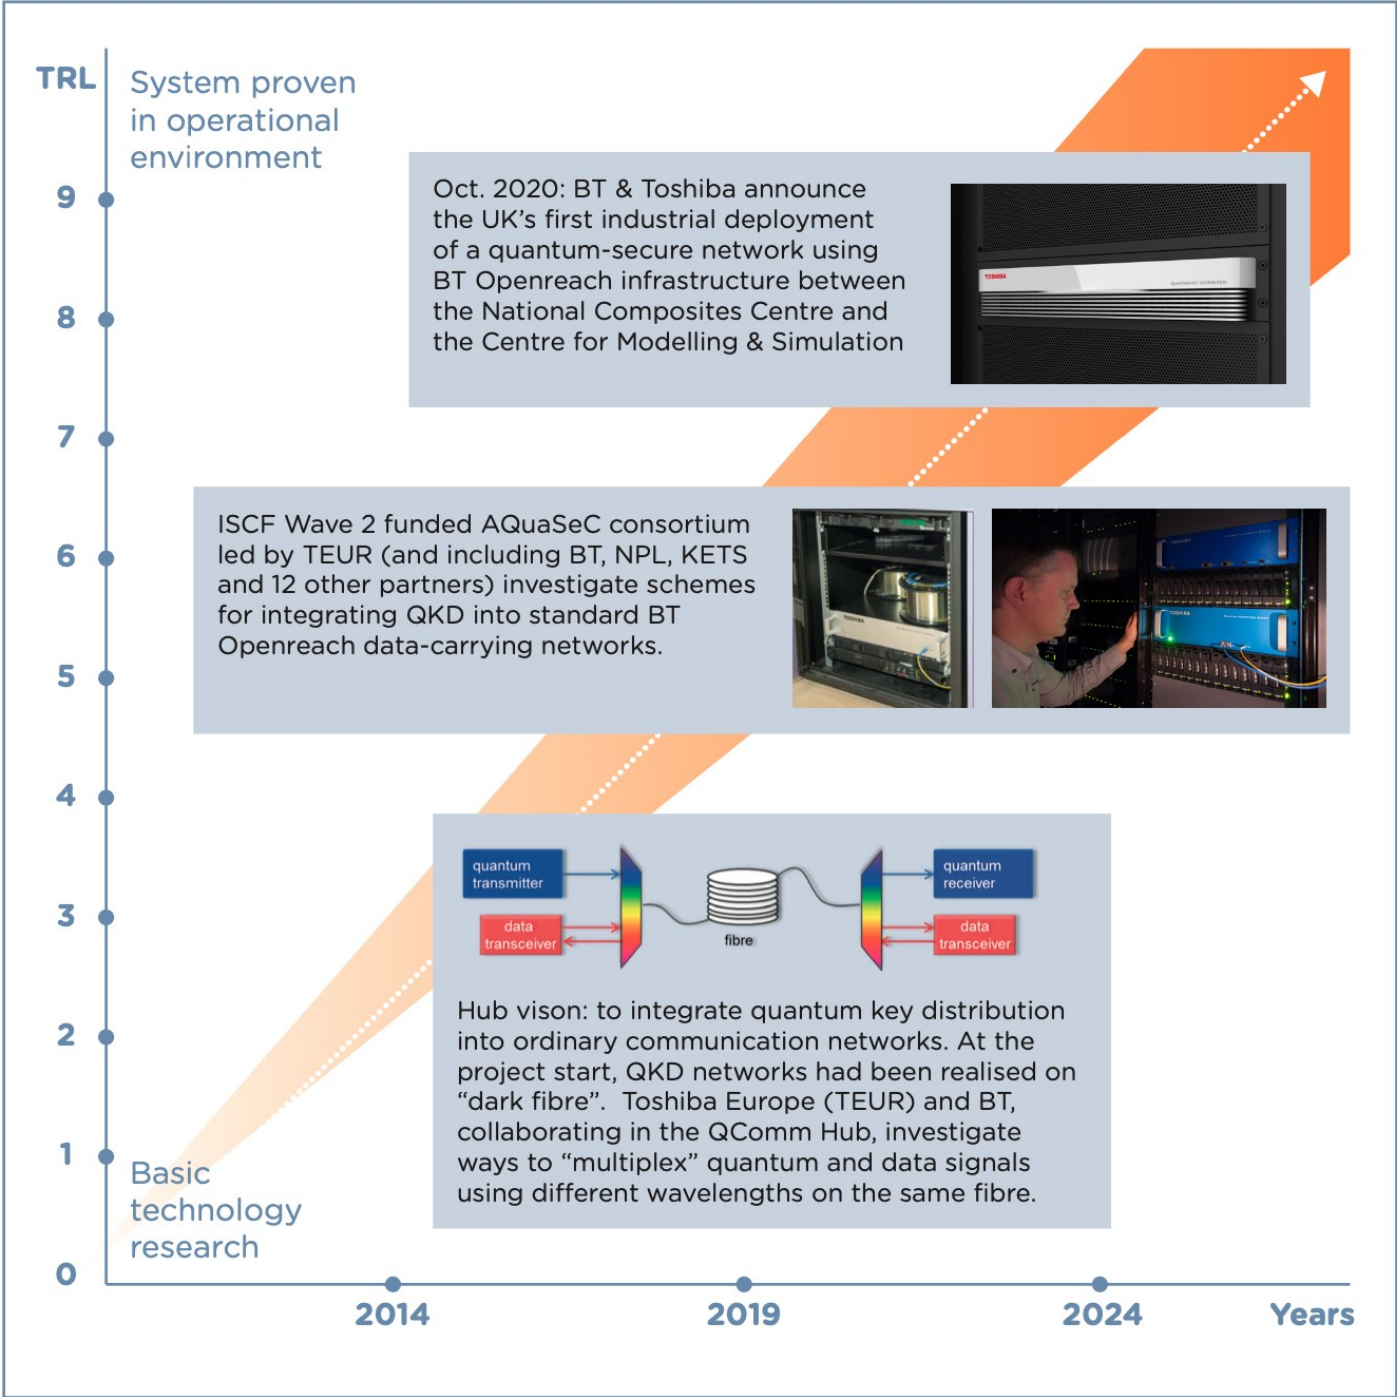 TRL
System proven
in operational
environment
9
8
7
6
5
4
3
2
1
0
Oct. 2020: BT & Toshiba announce
the UK's first industrial deployment
of a quantum-secure network using
BT Openreach infrastructure between
the National Composites Centre and
the Centre for Modelling & Simulation
TOSHIBA
ISCF Wave 2 funded AQuaSeC consortium
led by TEUR (and including BT, NPL, KETS
and 12 other partners) investigate schemes
for integrating QKD into standard BT
Openreach data-carrying networks.
TOSHIBA
TOSHIBA
TOSHIBA
quantum
transmitter
data
transceiver
fibre
quantum
receiver
data
transceiver
Hub vison: to integrate quantum key distribution
into ordinary communication networks. At the
project start, QKD networks had been realised on
“dark fibre”.  Toshiba Europe (TEUR) and BT,
collaborating in the QComm Hub, investigate
ways to “multiplex” quantum and data signals
using different wavelengths on the same fibre.
Basic
technology
research
2014
2019
2024
Years